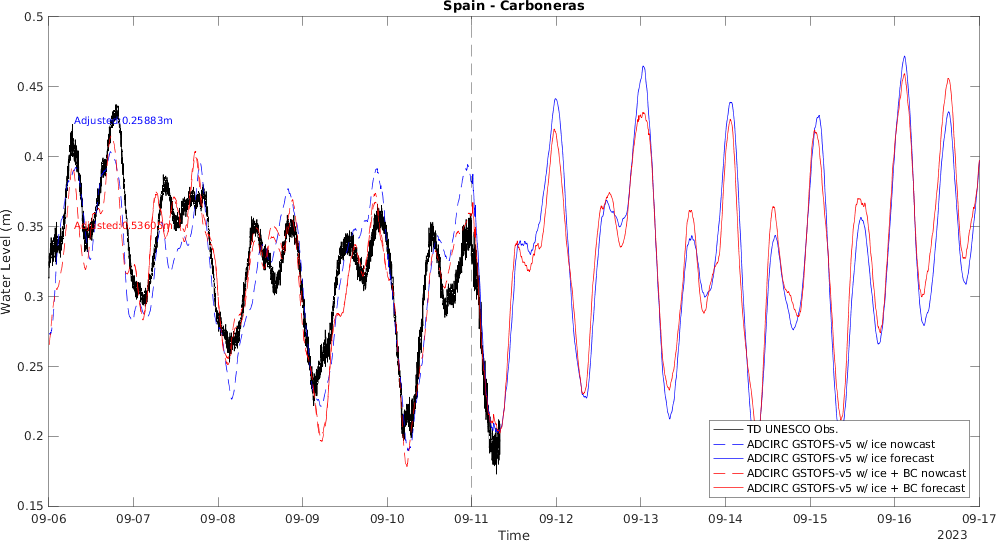 Spain - Carboneras
0.5
0.45
0.4
0.35
0.3
0.25
0.2
0.15
Water Level (m)
Adjusted:0.25883m
TD UNESCO Obs.
ADCIRC GSTOFS-v5 w/ ice nowcast
ADCIRC GSTOFS-v5 w/ ice forecast
ADCIRC GSTOFS-v5 w/ ice + BC nowcast
ADCIRC GSTOFS-v5 w/ ice + BC forecast
09-06 09-07 09-08 09-09 09-10 09-11 09-12 09-13 09-14 09-15 09-16 09-17
Time
2023